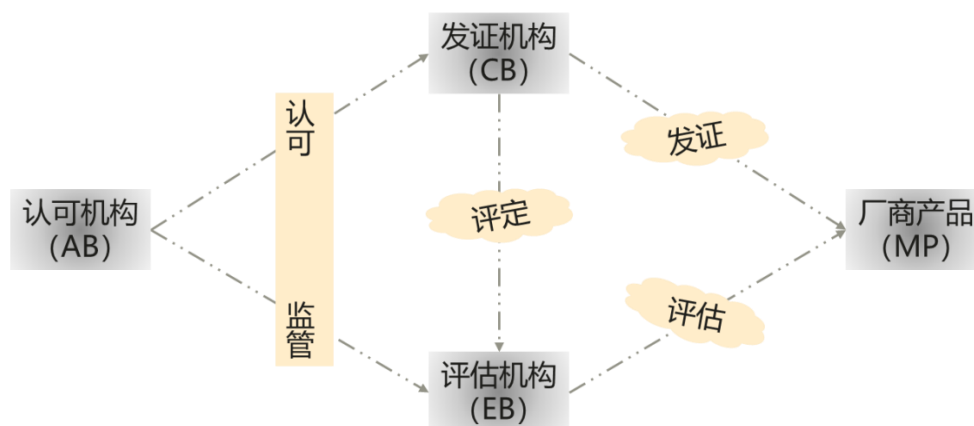 发证机构
（CB）
认
可
发证
认可机构
（AB）
评定
厂商产品
（MP）
监
管
评估
评估机构
（EB）